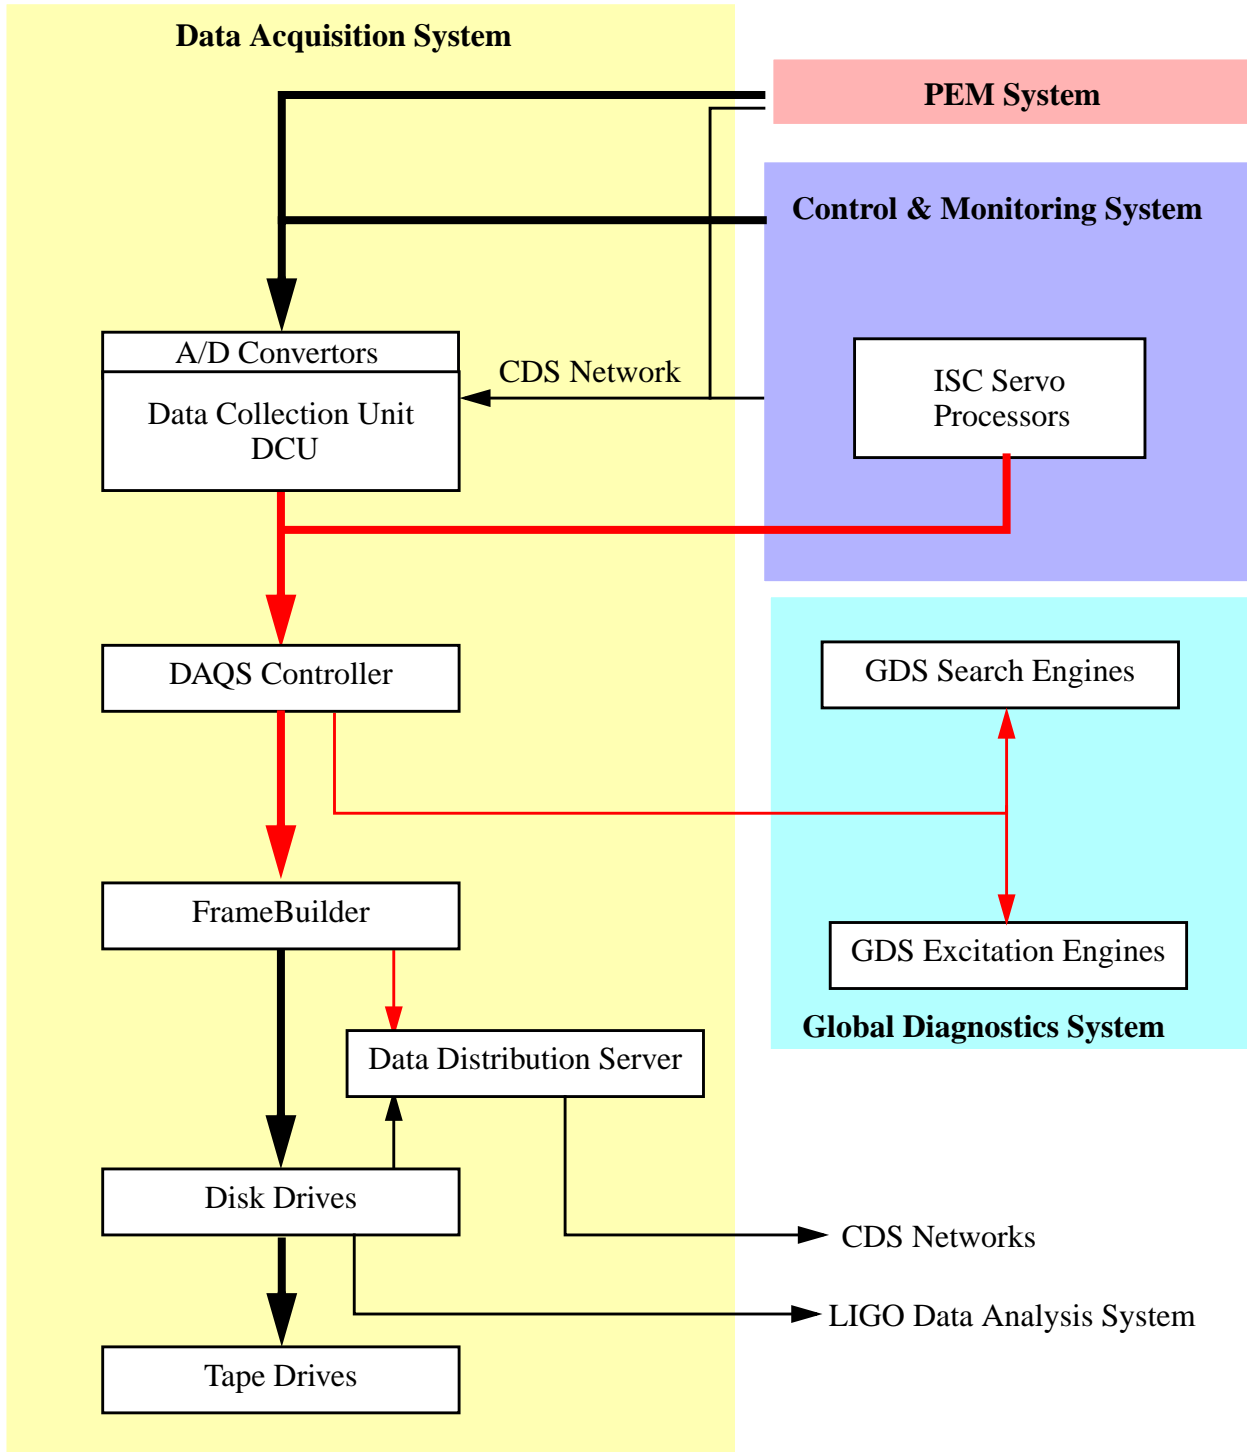 Data Acquisition System
PEM System
Control & Monitoring System
A/D Convertors
CDS Network
Data Collection Unit
DCU
ISC Servo
Processors
DAQS Controller
GDS Search Engines
FrameBuilder
GDS Excitation Engines
Global Diagnostics System
Data Distribution Server
Disk Drives
CDS Networks
LIGO Data Analysis System
Tape Drives